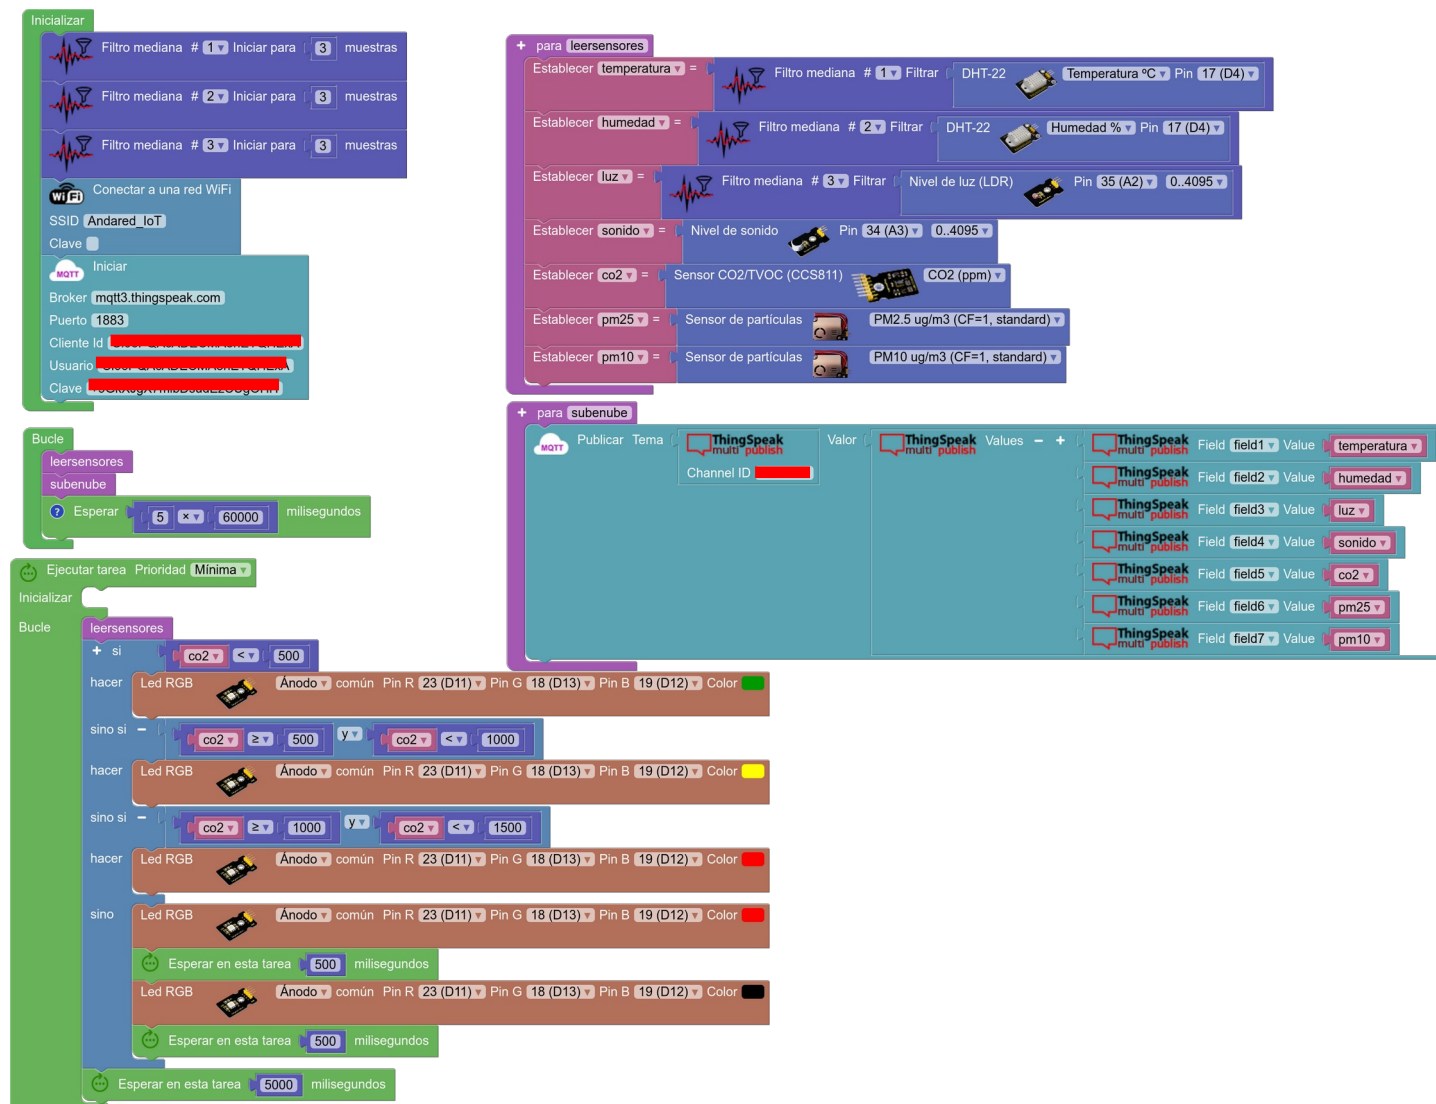 Inicializar
Filtro mediana # 1 Iniciar para 3 muestras
Filtro mediana # 2 Iniciar para 3 muestras
Filtro mediana # 3 Iniciar para 3 muestras
WiFi Conectar a una red WiFi
SSID Andared_IoT
Clave
MQTT Iniciar
Broker mqtt3.thingspeak.com
Puerto 1883
Cliente Id
Usuario
Clave
Bucle
leersensores
subenube
? Esperar 5 × 60000 milisegundos
Ejecutar tarea Prioridad Mínima
Inicializar
Bucle
leersensores
+ si co2 < 500
hacer Led RGB Ánodo común Pin R 23 (D11) Pin G 18 (D13) Pin B 19 (D12) Color
sino si − co2 ≥ 500 y co2 < 1000
hacer Led RGB Ánodo común Pin R 23 (D11) Pin G 18 (D13) Pin B 19 (D12) Color
sino si − co2 ≥ 1000 y co2 < 1500
hacer Led RGB Ánodo común Pin R 23 (D11) Pin G 18 (D13) Pin B 19 (D12) Color
sino Led RGB Ánodo común Pin R 23 (D11) Pin G 18 (D13) Pin B 19 (D12) Color
Esperar en esta tarea 500 milisegundos
Led RGB Ánodo común Pin R 23 (D11) Pin G 18 (D13) Pin B 19 (D12) Color
Esperar en esta tarea 500 milisegundos
Esperar en esta tarea 5000 milisegundos
+ para leersensores
Establecer temperatura = Filtro mediana # 1 Filtrar DHT-22 Temperatura ºC Pin 17 (D4)
Establecer humedad = Filtro mediana # 2 Filtrar DHT-22 Humedad % Pin 17 (D4)
Establecer luz = Filtro mediana # 3 Filtrar Nivel de luz (LDR) Pin 35 (A2) 0..4095
Establecer sonido = Nivel de sonido Pin 34 (A3) 0..4095
Establecer co2 = Sensor CO2/TVOC (CCS811) CO2 (ppm)
Establecer pm25 = Sensor de partículas PM2.5 ug/m3 (CF=1, standard)
Establecer pm10 = Sensor de partículas PM10 ug/m3 (CF=1, standard)
+ para subenube
MQTT Publicar Tema ThingSpeak multi publish Valor ThingSpeak multi publish Values − + ThingSpeak multi publish Field field1 Value temperatura
Channel ID
ThingSpeak multi publish Field field2 Value humedad
ThingSpeak multi publish Field field3 Value luz
ThingSpeak multi publish Field field4 Value sonido
ThingSpeak multi publish Field field5 Value co2
ThingSpeak multi publish Field field6 Value pm25
ThingSpeak multi publish Field field7 Value pm10